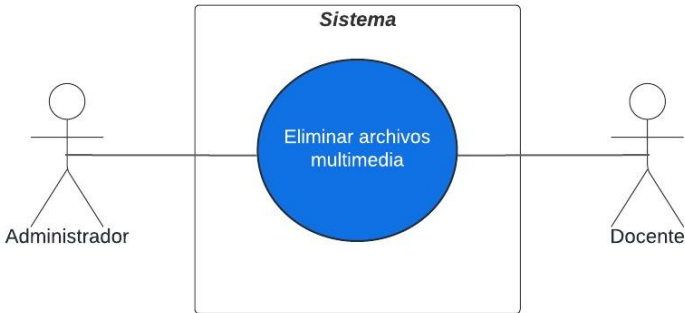 Sistema
Eliminar archivos
multimedia
Administrador
Docente